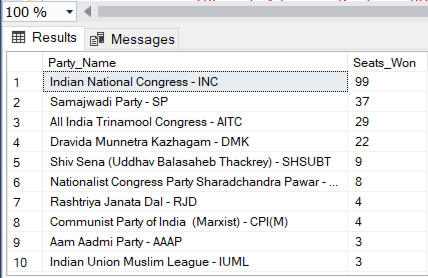 100 %
Results Messages
Party_Name Seats_Won
1 Indian National Congress - INC 99
2 Samajwadi Party - SP 37
3 All India Trinamool Congress - AITC 29
4 Dravida Munnetra Kazhagam - DMK 22
5 Shiv Sena (Uddhav Balasaheb Thackrey) - SHSUBT 9
6 Nationalist Congress Party Sharadchandra Pawar - ... 8
7 Rashtriya Janata Dal - RJD 4
8 Communist Party of India (Marxist) - CPI(M) 4
9 Aam Aadmi Party - AAAP 3
10 Indian Union Muslim League - IUML 3